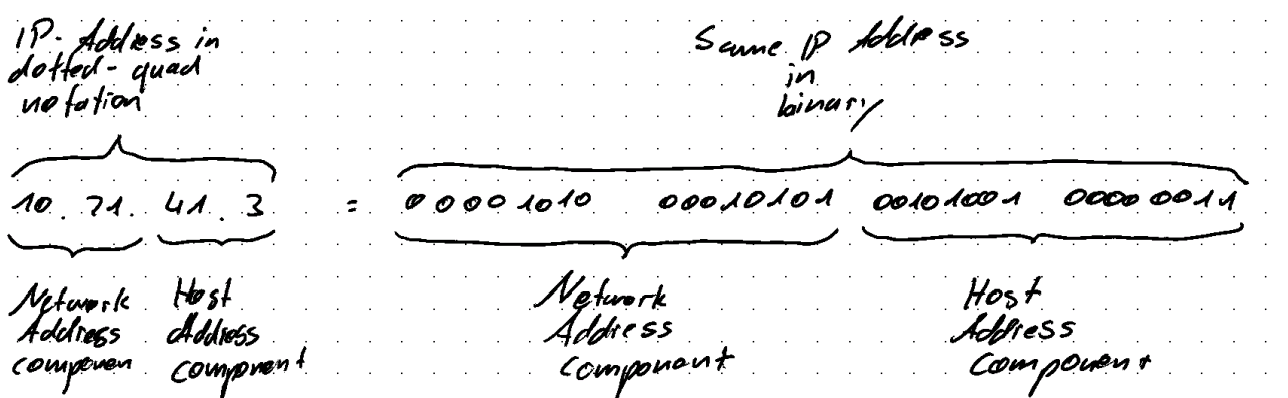 IP-Address in
dotted-quad
notation
Same IP Address
in
binary
10.21.41.3 = 00001010 00010101 00101001 00000011
Network
Address
componen
Host
Address
component
Network
Address
component
Host
Address
component